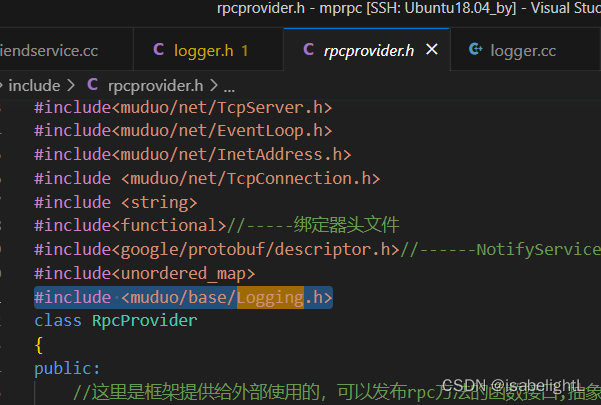 rpcprovider.h - mprpc [SSH: Ubuntu18.04_by] - Visual Stu
iendservice.cc logger.h 1 rpcprovider.h logger.cc
include > rpcprovider.h > ...
#include<muduo/net/TcpServer.h>
#include<muduo/net/EventLoop.h>
#include<muduo/net/InetAddress.h>
#include <muduo/net/TcpConnection.h>
#include <string>
#include<functional>//-----绑定器头文件
#include<google/protobuf/descriptor.h>//------NotifyService
#include<unordered_map>
#include <muduo/base/Logging.h>
class RpcProvider
{
public:
//这里是框架提供给外部使用的，可以发布rpc方法的函数接口,抽象
CSDN @isabelightL